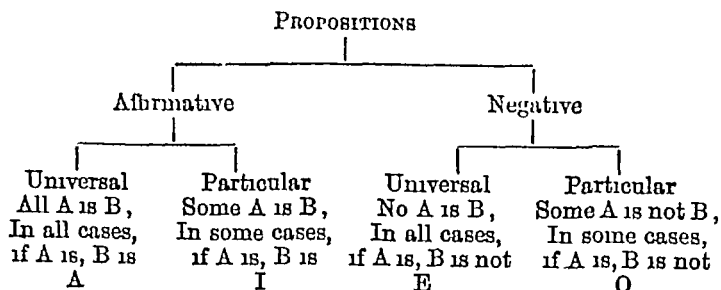 PROPOSITIONS
Affirmative Negative
Universal Particular Universal Particular
All A is B, Some A is B, No A is B, Some A is not B,
In all cases, In some cases, In all cases, In some cases,
if A is, B is if A is, B is if A is, B is not if A is, B is not
A I E O